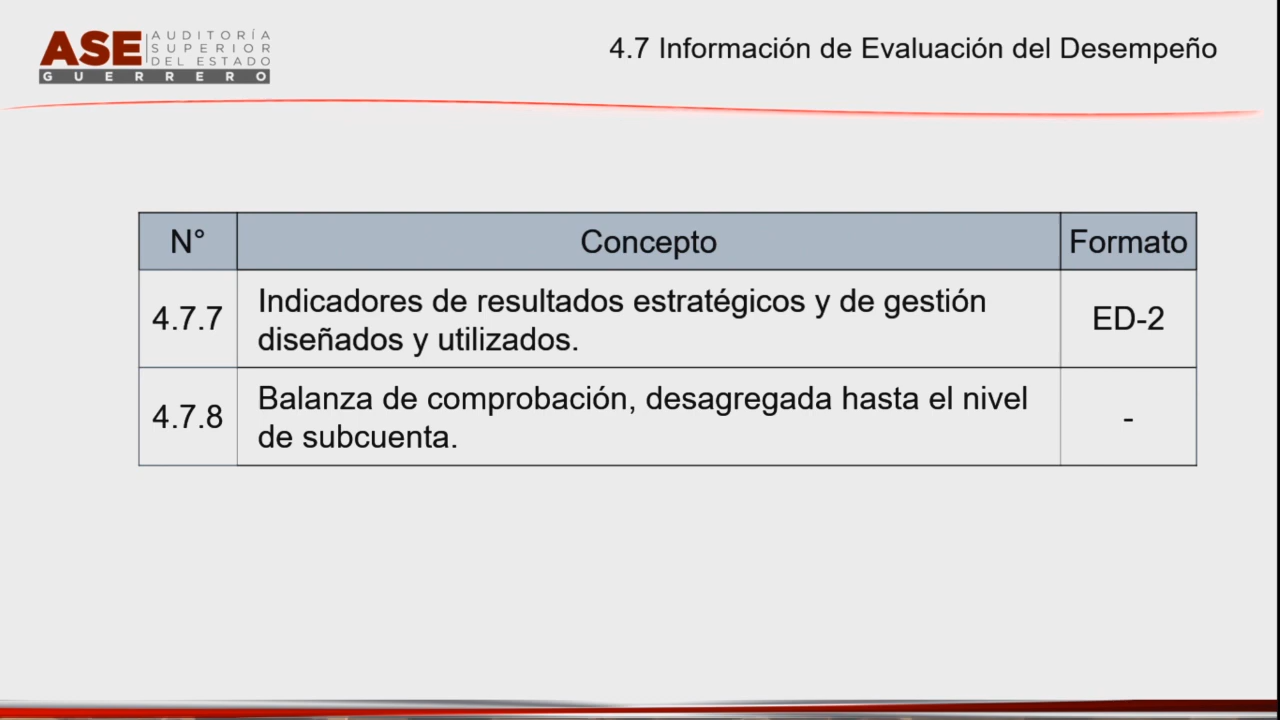 ASE
AUDITORÍA
SUPERIOR
DEL ESTADO
GUERRERO
4.7 Información de Evaluación del Desempeño
N° Concepto Formato
4.7.7 Indicadores de resultados estratégicos y de gestión
diseñados y utilizados. ED-2
4.7.8 Balanza de comprobación, desagregada hasta el nivel
de subcuenta. -